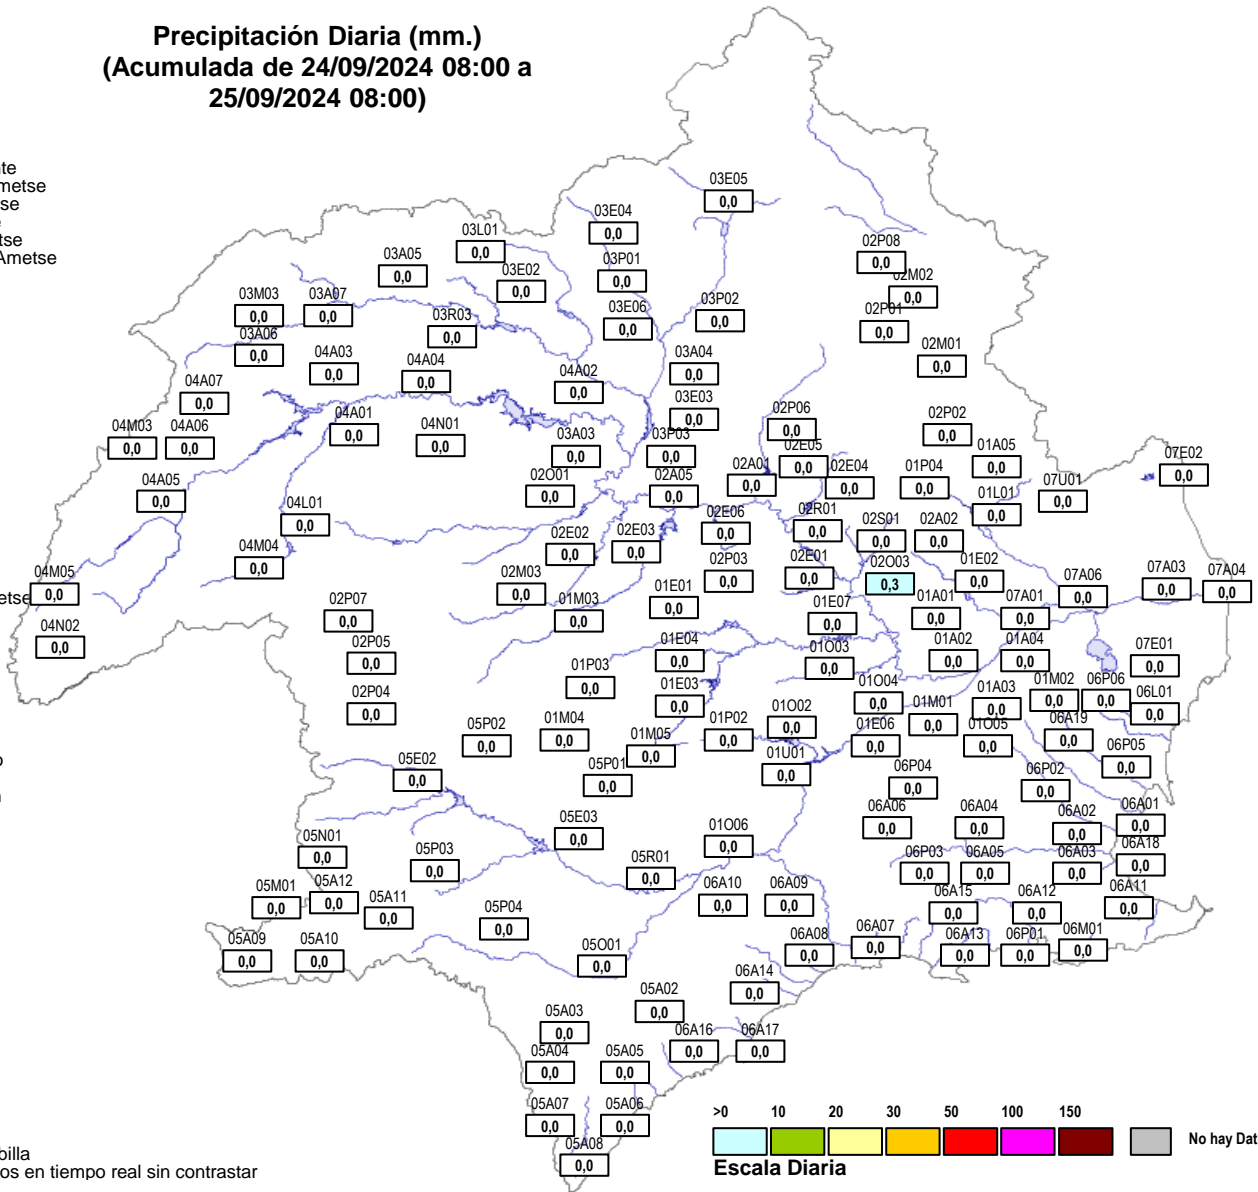 Precipitación Diaria (mm.)
(Acumulada de 24/09/2024 08:00 a
25/09/2024 08:00)
nte
metse
tse
e
tse
Ametse
03E05
0,0
03E04
0,0
03L01
0,0
03A05
0,0
03E02
0,0
03P01
0,0
02P08
0,0
02M02
0,0
03M03
0,0
03A07
0,0
03R03
0,0
03E06
0,0
03P02
0,0
02P01
0,0
03A06
0,0
04A03
0,0
04A04
0,0
04A02
0,0
03A04
0,0
02M01
0,0
04A07
0,0
03E03
0,0
04M03
0,0
04A06
0,0
04A01
0,0
04N01
0,0
03A03
0,0
03P03
0,0
02P06
0,0
02P02
0,0
02E05
0,0
01A05
0,0
07E02
0,0
04A05
0,0
02O01
0,0
02A05
0,0
02A01
0,0
02E04
0,0
01P04
0,0
07U01
0,0
04L01
0,0
01L01
0,0
02E06
0,0
02R01
0,0
02S01
0,0
02A02
0,0
04M04
0,0
02E02
0,0
02E03
0,0
04M05
0,0
etse
02M03
0,0
02P03
0,0
02E01
0,0
02O03
0,3
01E02
0,0
07A06
0,0
07A03
0,0
07A04
0,0
02P07
0,0
01M03
0,0
01E01
0,0
01E07
0,0
01A01
0,0
07A01
0,0
04N02
0,0
02P05
0,0
01E04
0,0
01O03
0,0
01A02
0,0
01A04
0,0
07E01
0,0
02P04
0,0
01P03
0,0
01E03
0,0
01O04
0,0
01A03
0,0
01M02
0,0
06P06
0,0
06L01
0,0
05P02
0,0
01M04
0,0
01M05
0,0
01P02
0,0
01O02
0,0
01E06
0,0
01M01
0,0
01O05
0,0
06A19
0,0
o
05E02
0,0
05P01
0,0
01U01
0,0
06P04
0,0
06P02
0,0
06P05
0,0
05N01
0,0
05P03
0,0
05E03
0,0
01O06
0,0
06A06
0,0
06A04
0,0
06A02
0,0
06A01
0,0
05R01
0,0
06P03
0,0
06A05
0,0
06A03
0,0
06A18
0,0
05M01
0,0
05A12
0,0
05A11
0,0
05P04
0,0
06A10
0,0
06A09
0,0
06A15
0,0
06A12
0,0
06A11
0,0
05A09
0,0
05A10
0,0
05O01
0,0
06A08
0,0
06A07
0,0
06A13
0,0
06P01
0,0
06M01
0,0
06A14
0,0
05A02
0,0
05A03
0,0
06A16
0,0
06A17
0,0
05A04
0,0
05A05
0,0
05A07
0,0
05A06
0,0
05A08
0,0
>0 10 20 30 50 100 150
No hay Dat
Escala Diaria
billa
os en tiempo real sin contrastar